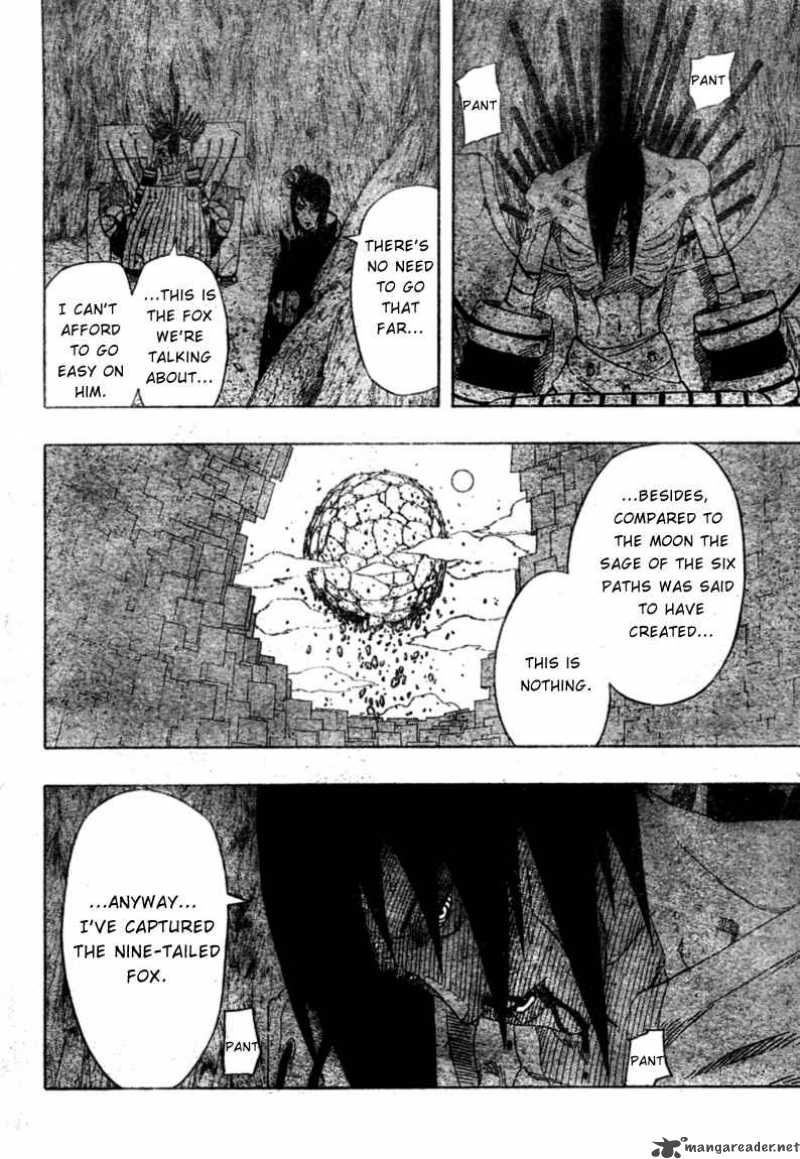 PANT
PANT
THERE'S
NO NEED
TO GO
THAT
FAR...
...THIS IS
THE FOX
WE'RE
TALKING
ABOUT...
I CAN'T
AFFORD
TO GO
EASY ON
HIM.
...BESIDES,
COMPARED TO
THE MOON THE
SAGE OF THE SIX
PATHS WAS SAID
TO HAVE
CREATED...
THIS IS
NOTHING.
...ANYWAY...
I'VE CAPTURED
THE NINE-TAILED
FOX.
PANT
PANT
mangareader.net